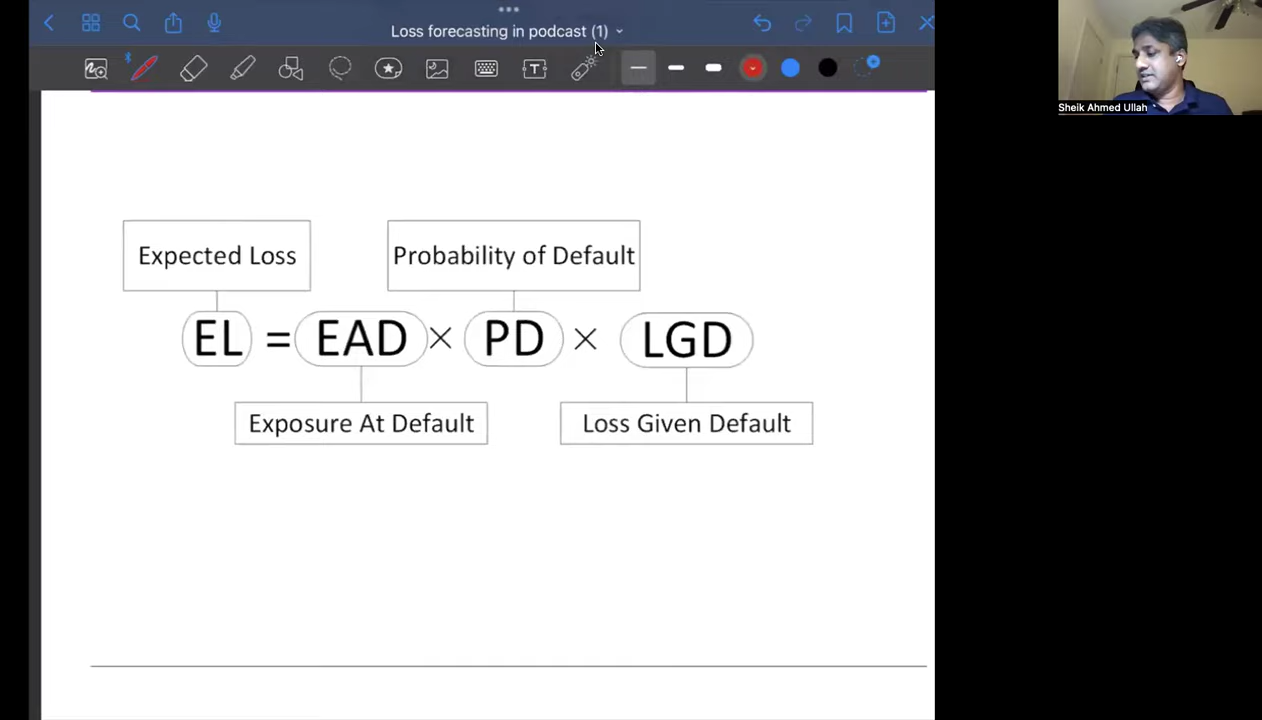 Loss forecasting in podcast (1)
T
Sheik Ahmed Ullah
Expected Loss
Probability of Default
EL = EAD × PD × LGD
Exposure At Default
Loss Given Default